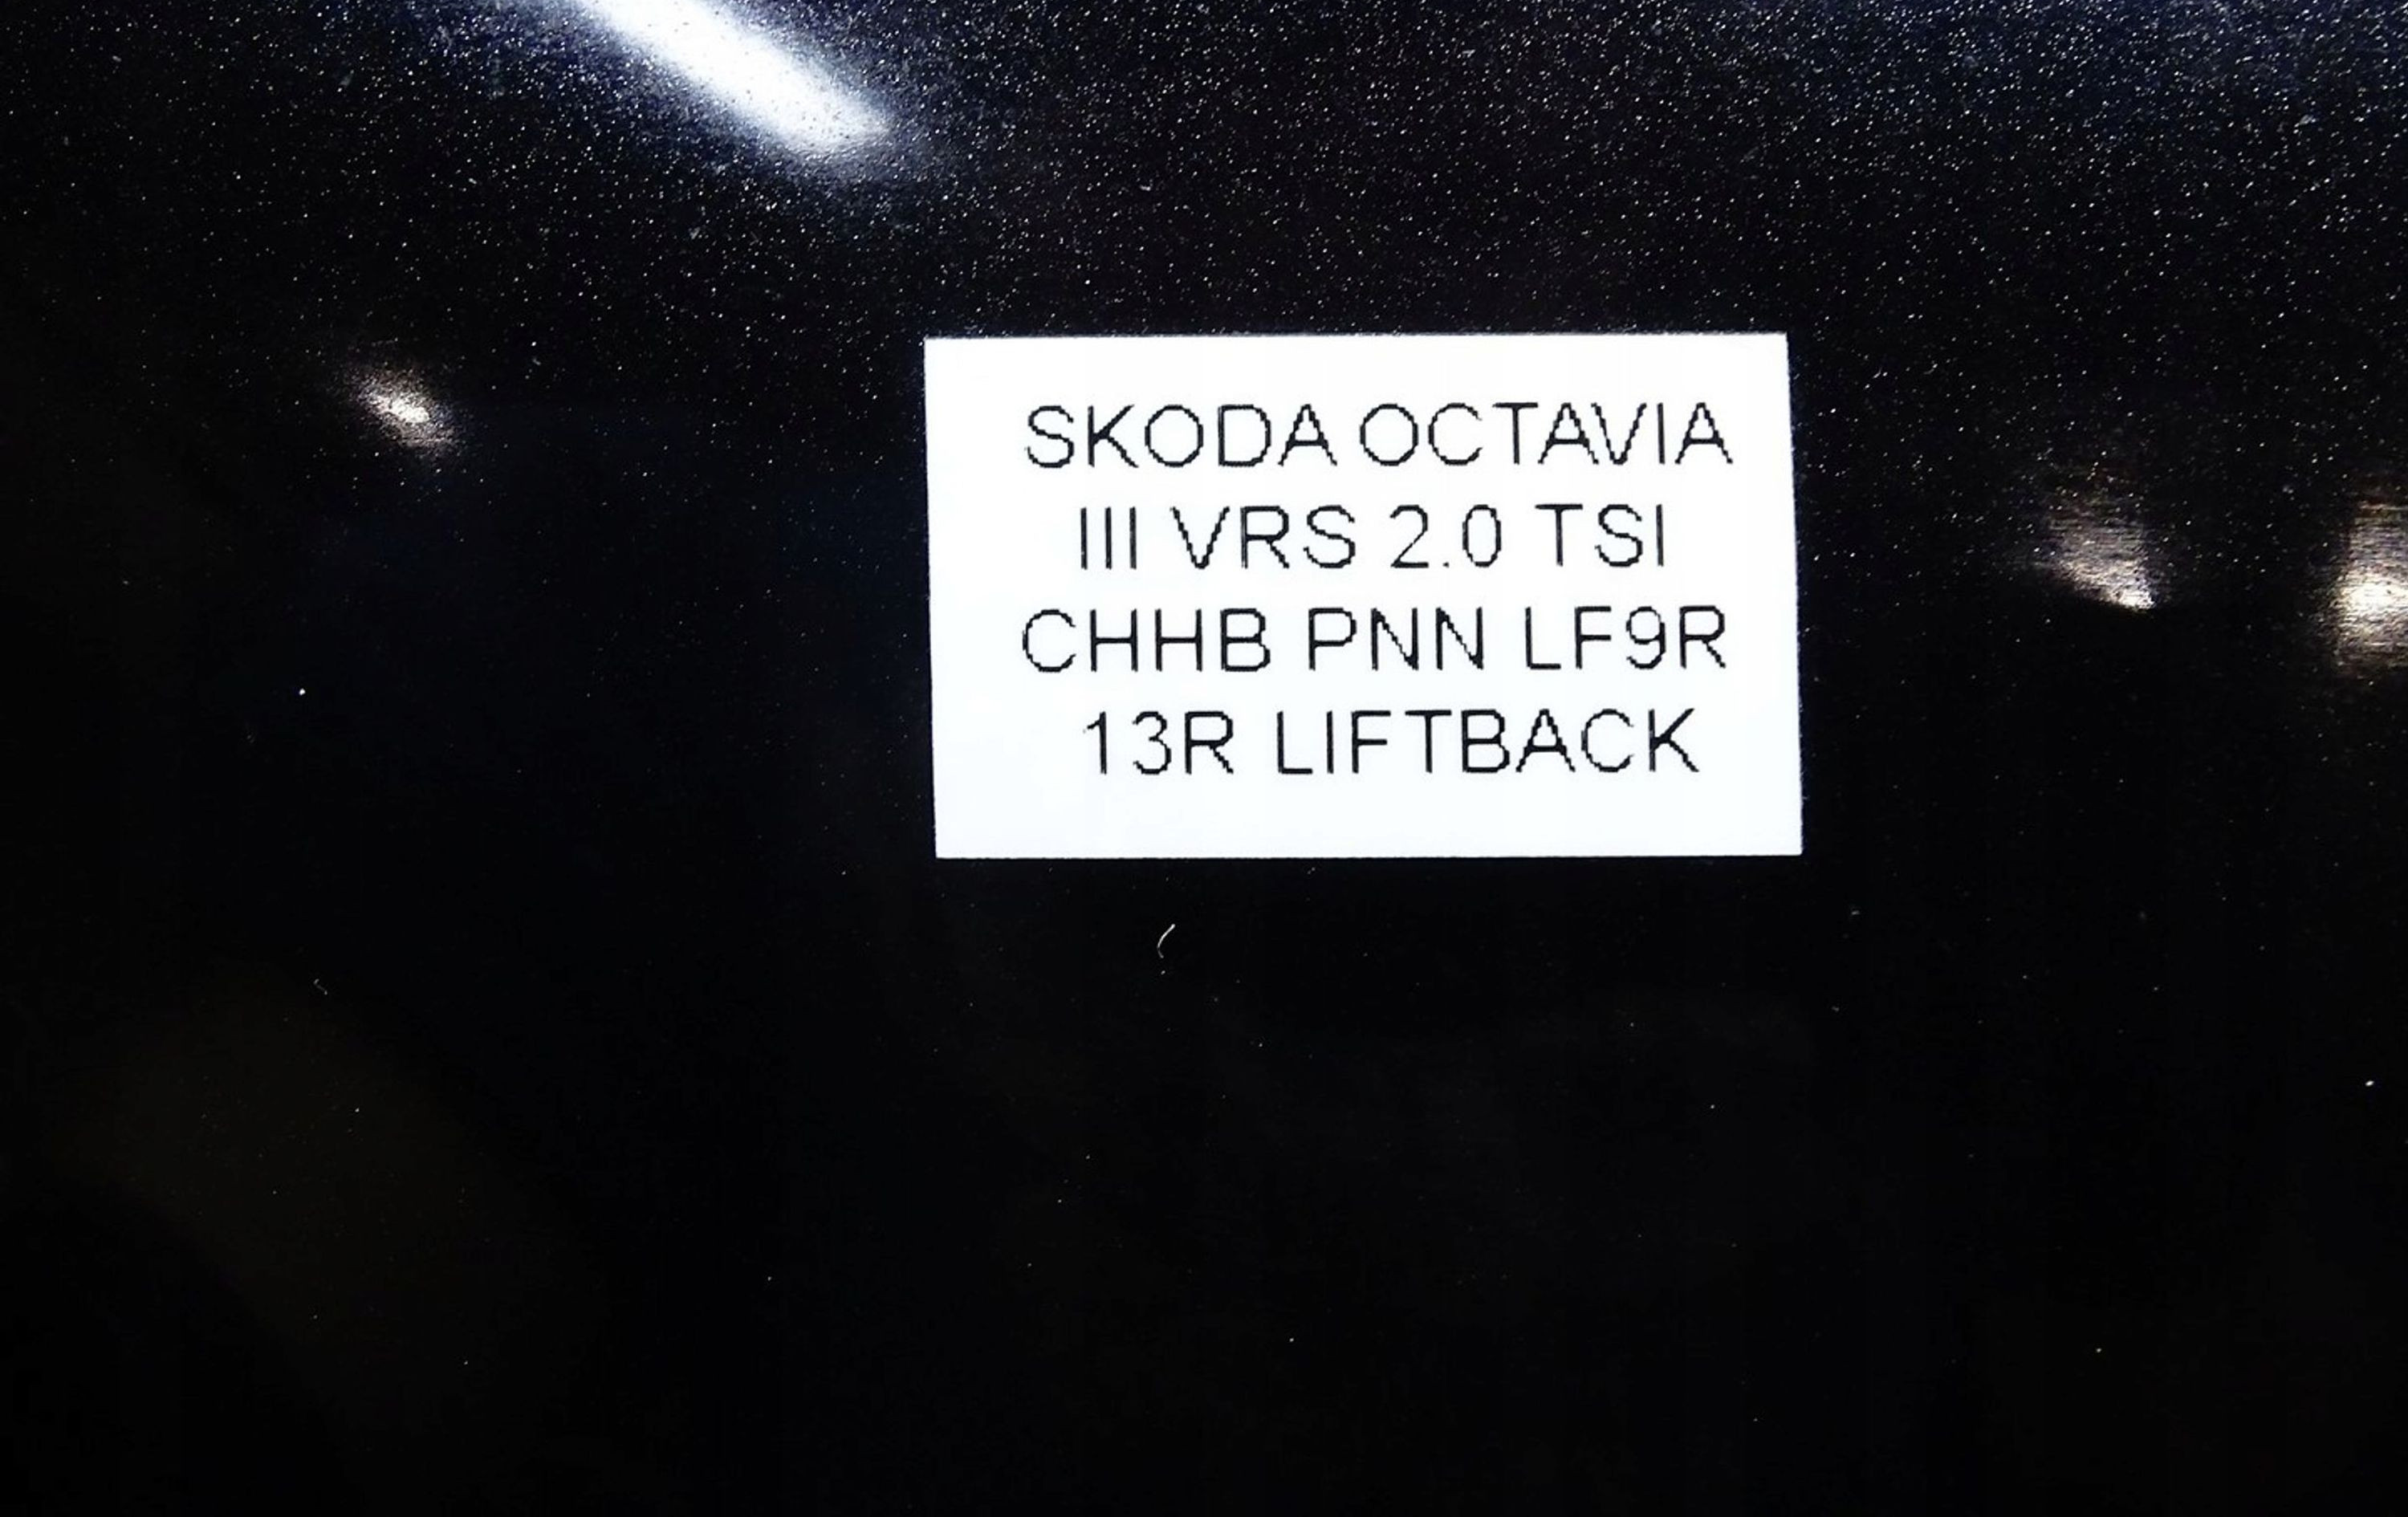 SKODA OCTAVIA
III VRS 2.0 TSI
CHHB PNN LF9R
13R LIFTBACK